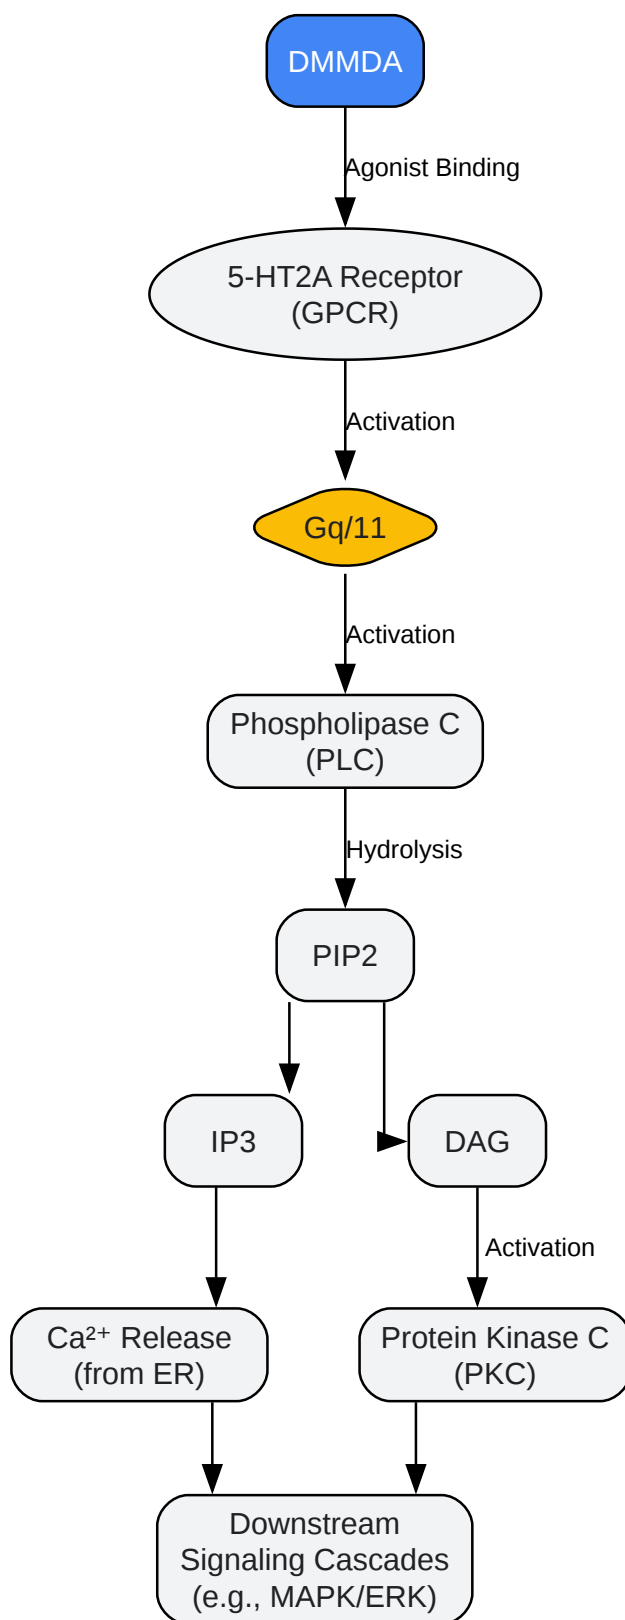 DMMDA
Agonist Binding
5-HT2A Receptor
(GPCR)
Activation
Gq/11
Activation
Phospholipase C
(PLC)
Hydrolysis
PIP2
IP3
DAG
Activation
Ca²⁺ Release
(from ER)
Protein Kinase C
(PKC)
Downstream
Signaling Cascades
(e.g., MAPK/ERK)